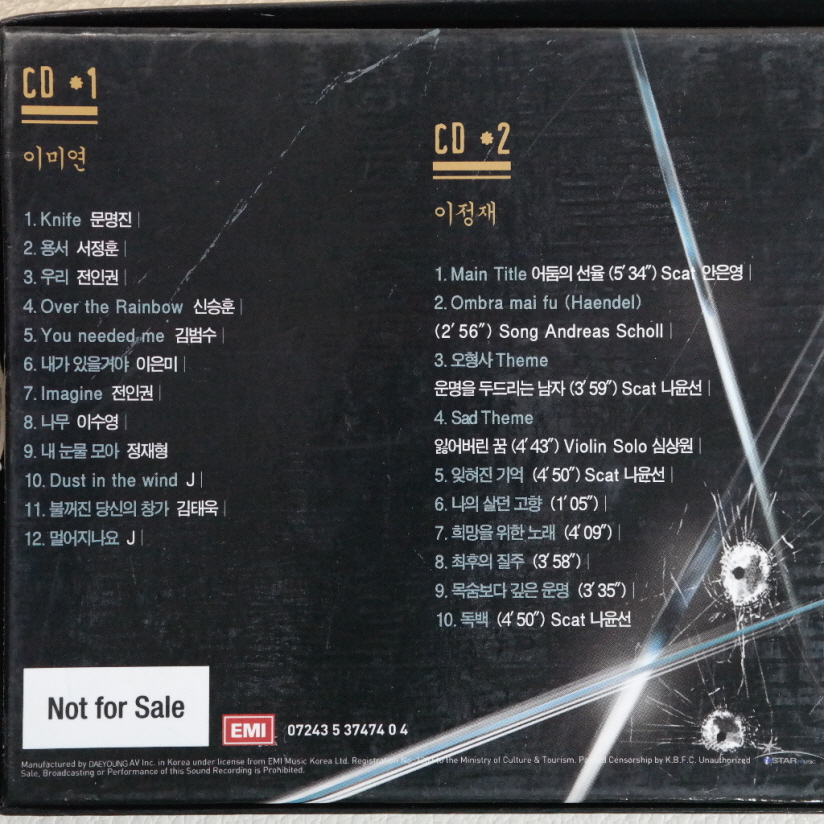 CD *1
이미연
1. Knife 문명진 |
2. 용서 서정훈 |
3. 우리 전인권 |
4. Over the Rainbow 신승훈 |
5. You needed me 김범수 |
6. 내가 있을거야 이은미 |
7. Imagine 전인권 |
8. 나무 이수영 |
9. 내 눈물 모아 정재형
10. Dust in the wind J |
11. 불꺼진 당신의 창가 김태욱 |
12. 멀어지나요 J |
CD *2
이정재
1. Main Title 어둠의 선율 (5′ 34″) Scat 안은영 |
2. Ombra mai fu (Haendel)
(2′ 56″) Song Andreas Scholl |
3. 오형사 Theme
운명을 두드리는 남자 (3′ 59″) Scat 나윤선 |
4. Sad Theme
잃어버린 꿈 (4′ 43″) Violin Solo 심상원 |
5. 잊혀진 기억 (4′ 50″) Scat 나윤선 |
6. 나의 살던 고향 (1′ 05″) |
7. 희망을 위한 노래 (4′ 09″) |
8. 최후의 질주 (3′ 58″) |
9. 목숨보다 깊은 운명 (3′ 35″) |
10. 독백 (4′ 50″) Scat 나윤선
Not for Sale
EMI 07243 5 37474 0 4
Manufactured by DAEYOUNG AV Inc. in Korea under license from EMI Music Korea Ltd. Registration No. the Ministry of Culture & Tourism. Censorship by K.B.F.C. Unauthorized
Sale, Broadcasting or Performance of this Sound Recording is Prohibited.
STAR music